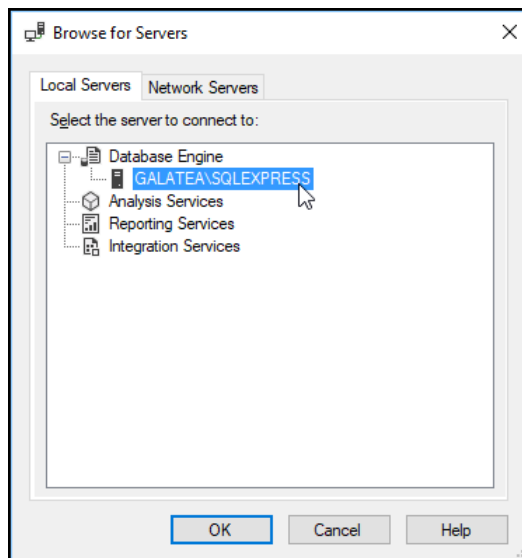 Browse for Servers
Local Servers Network Servers
Select the server to connect to:
Database Engine
GALATEA\SQLEXPRESS
Analysis Services
Reporting Services
Integration Services
OK Cancel Help